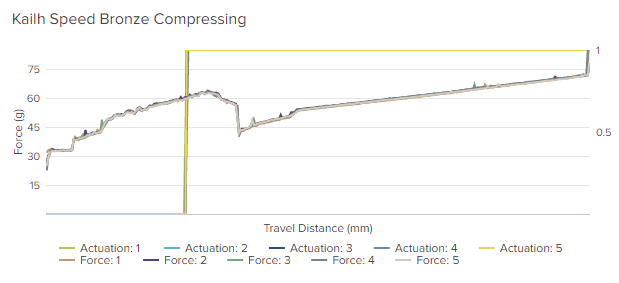 Kailh Speed Bronze Compressing
75
60
45
30
15
Force (g)
1
0.5
Travel Distance (mm)
Actuation: 1 Actuation: 2 Actuation: 3 Actuation: 4 Actuation: 5
Force: 1 Force: 2 Force: 3 Force: 4 Force: 5